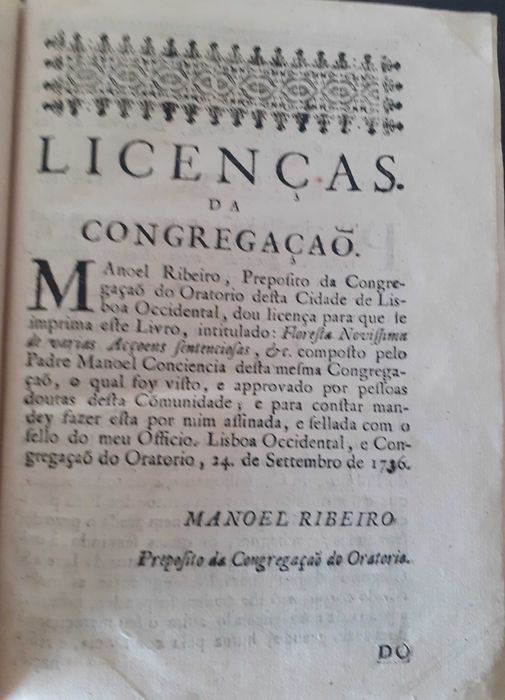 LICENÇAS.
DA
CONGREGAÇAÕ.
MAnoel Ribeiro, Preposito da Congre-
gaçaõ do Oratorio desta Cidade de Lis-
boa Occidental, dou licença para que se
imprima este Livro, intitulado: Floresta Novissima
de varias Acçoens sentenciosas, &c. composto pelo
Padre Manoel Conciencia desta mesma Congrega-
çaõ, o qual foy visto, e approvado por pessoas
doutas desta Cõmunidade; e para constar man-
dey fazer esta por mim assinada, e sellada com o
sello do meu Officio. Lisboa Occidental, e Con-
gregaçaõ do Oratorio, 24. de Settembro de 1736.
MANOEL RIBEIRO
Preposito da Congregaçaõ do Oratorio.
DO